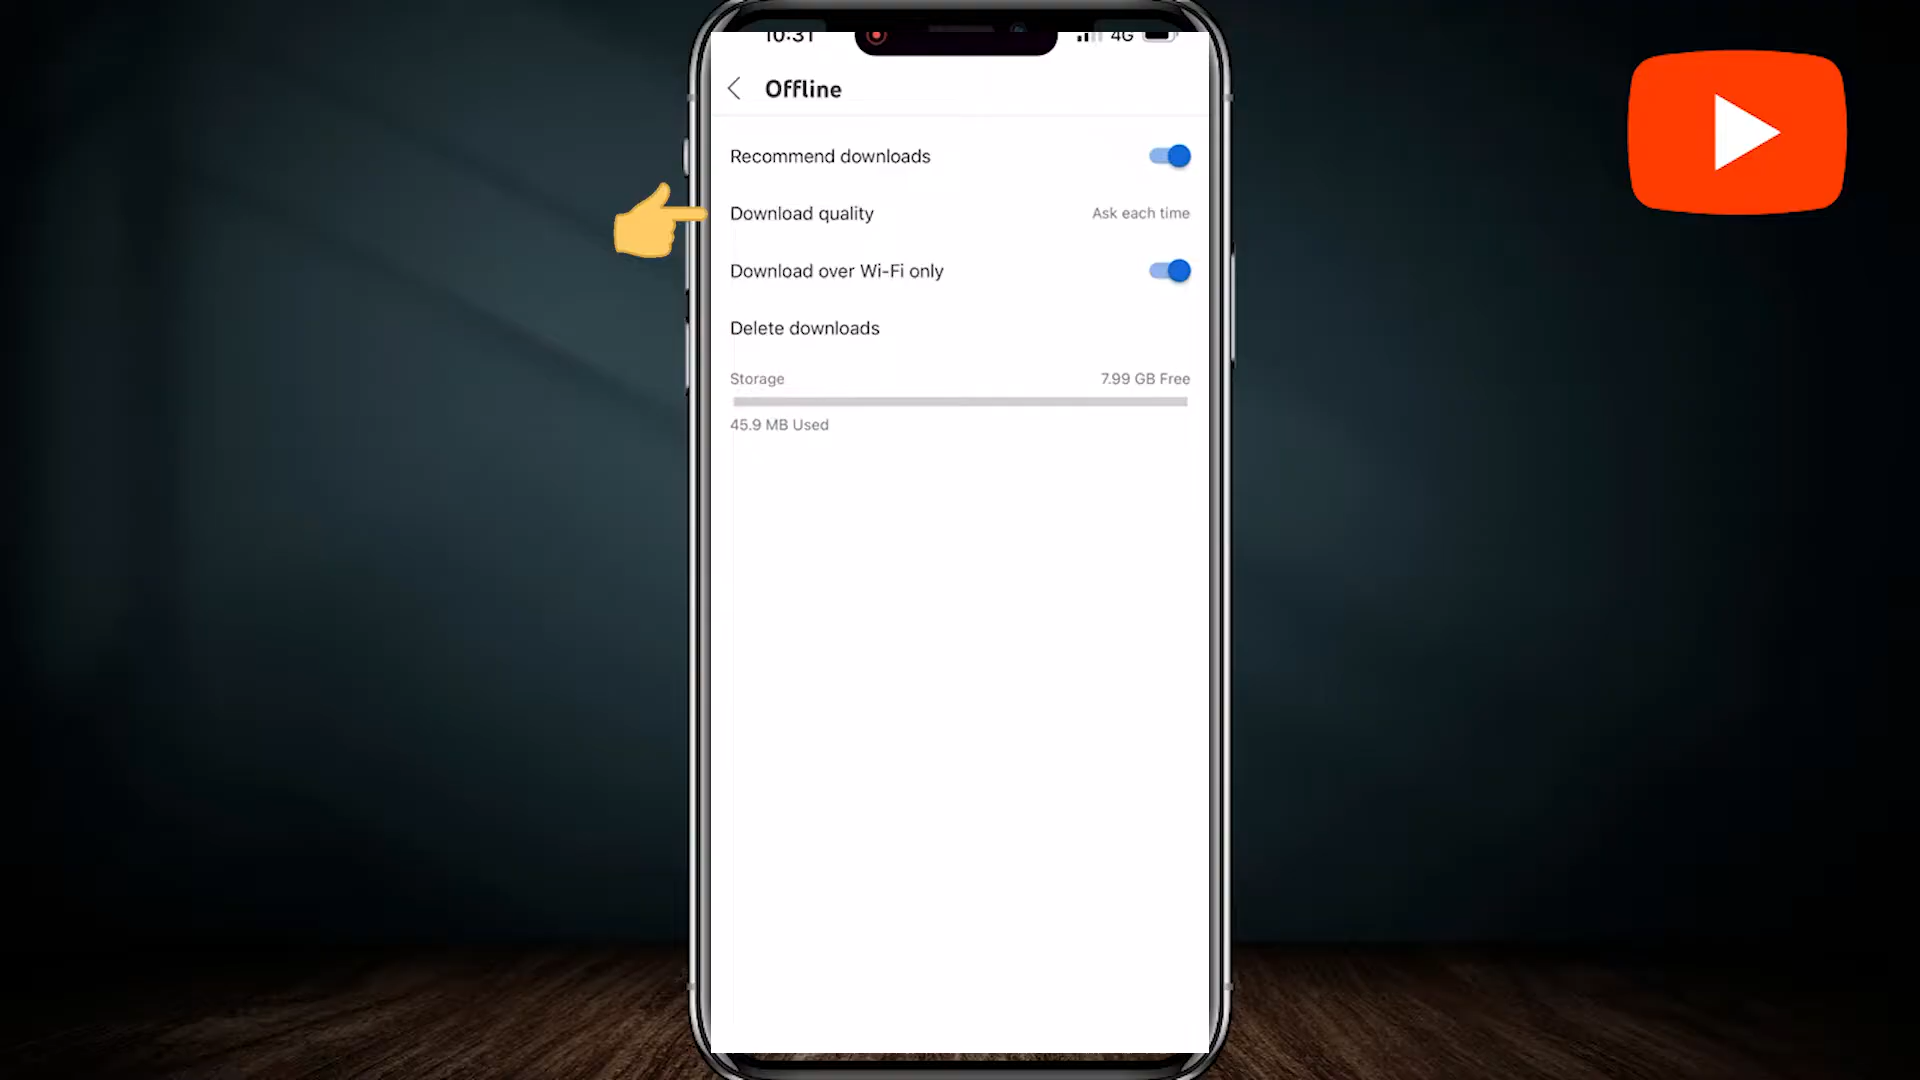 10:31 4G
Offline
Recommend downloads
Download quality Ask each time
Download over Wi-Fi only
Delete downloads
Storage 7.99 GB Free
45.9 MB Used